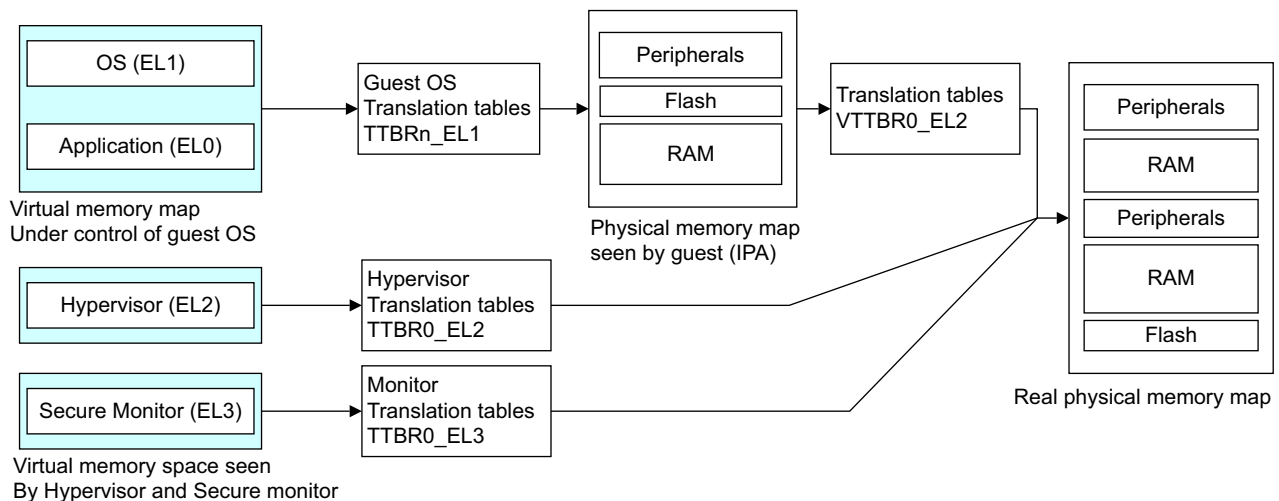 OS (EL1)
Application (EL0)
Virtual memory map
Under control of guest OS
Guest OS
Translation tables
TTBRn_EL1
Peripherals
Flash
RAM
Physical memory map
seen by guest (IPA)
Translation tables
VTTBR0_EL2
Hypervisor (EL2)
Hypervisor
Translation tables
TTBR0_EL2
Secure Monitor (EL3)
Virtual memory space seen
By Hypervisor and Secure monitor
Monitor
Translation tables
TTBR0_EL3
Peripherals
RAM
Peripherals
RAM
Flash
Real physical memory map